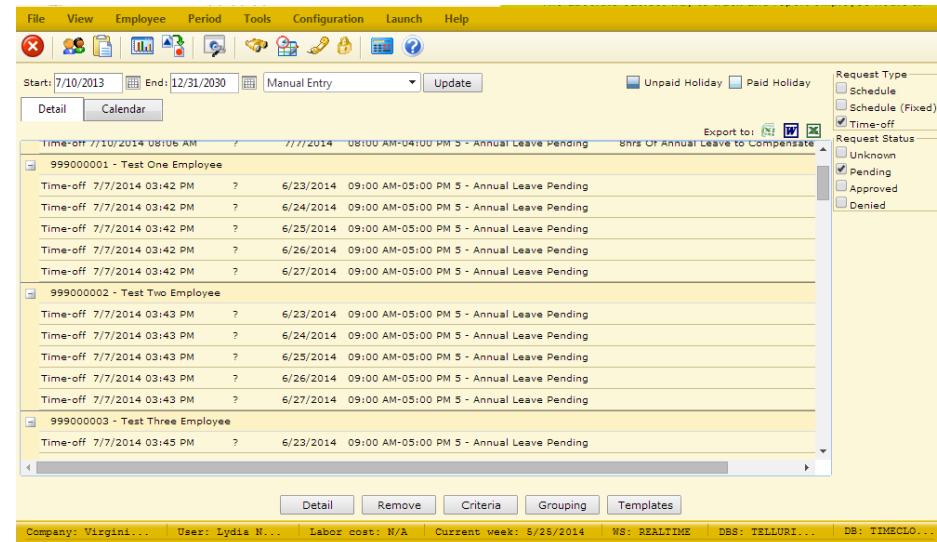 File View Employee Period Tools Configuration Launch Help
Start: 7/10/2013 End: 12/31/2030 Manual Entry Update Unpaid Holiday Paid Holiday
Detail Calendar
Export to:
Time-off 7/10/2014 08:06 AM ? 7/7/2014 08:00 AM-04:00 PM 5 - Annual Leave Pending 8hrs Of Annual Leave to Compensate
999000001 - Test One Employee
Time-off 7/7/2014 03:42 PM ? 6/23/2014 09:00 AM-05:00 PM 5 - Annual Leave Pending
Time-off 7/7/2014 03:42 PM ? 6/24/2014 09:00 AM-05:00 PM 5 - Annual Leave Pending
Time-off 7/7/2014 03:42 PM ? 6/25/2014 09:00 AM-05:00 PM 5 - Annual Leave Pending
Time-off 7/7/2014 03:42 PM ? 6/26/2014 09:00 AM-05:00 PM 5 - Annual Leave Pending
Time-off 7/7/2014 03:42 PM ? 6/27/2014 09:00 AM-05:00 PM 5 - Annual Leave Pending
999000002 - Test Two Employee
Time-off 7/7/2014 03:43 PM ? 6/23/2014 09:00 AM-05:00 PM 5 - Annual Leave Pending
Time-off 7/7/2014 03:43 PM ? 6/24/2014 09:00 AM-05:00 PM 5 - Annual Leave Pending
Time-off 7/7/2014 03:43 PM ? 6/25/2014 09:00 AM-05:00 PM 5 - Annual Leave Pending
Time-off 7/7/2014 03:43 PM ? 6/26/2014 09:00 AM-05:00 PM 5 - Annual Leave Pending
Time-off 7/7/2014 03:43 PM ? 6/27/2014 09:00 AM-05:00 PM 5 - Annual Leave Pending
999000003 - Test Three Employee
Time-off 7/7/2014 03:45 PM ? 6/23/2014 09:00 AM-05:00 PM 5 - Annual Leave Pending
Request Type
Schedule
Schedule (Fixed)
Time-off
Request Status
Unknown
Pending
Approved
Denied
Detail Remove Criteria Grouping Templates
Company: Virgini... User: Lydia N... Labor cost: N/A Current week: 5/25/2014 WS: REALTIME DBS: TELLURI... DB: TIMECLO...